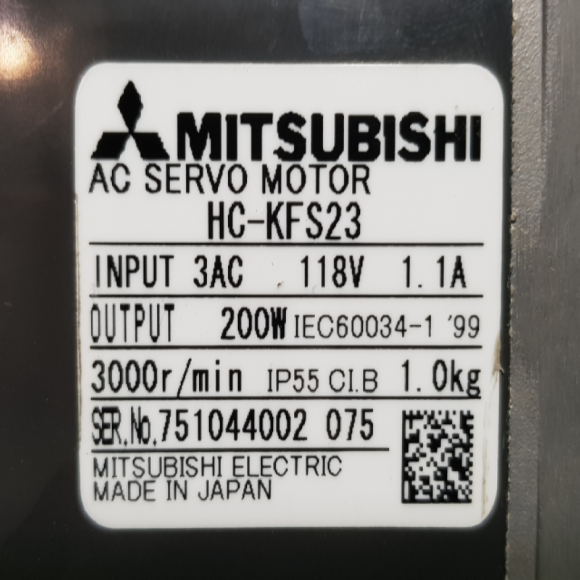 MITSUBISHI
AC SERVO MOTOR
HC-KFS23
INPUT 3AC 118V 1.1A
OUTPUT 200W IEC60034-1 '99
3000r/min IP55 CI.B 1.0kg
SER.No.751044002 075
MITSUBISHI ELECTRIC
MADE IN JAPAN